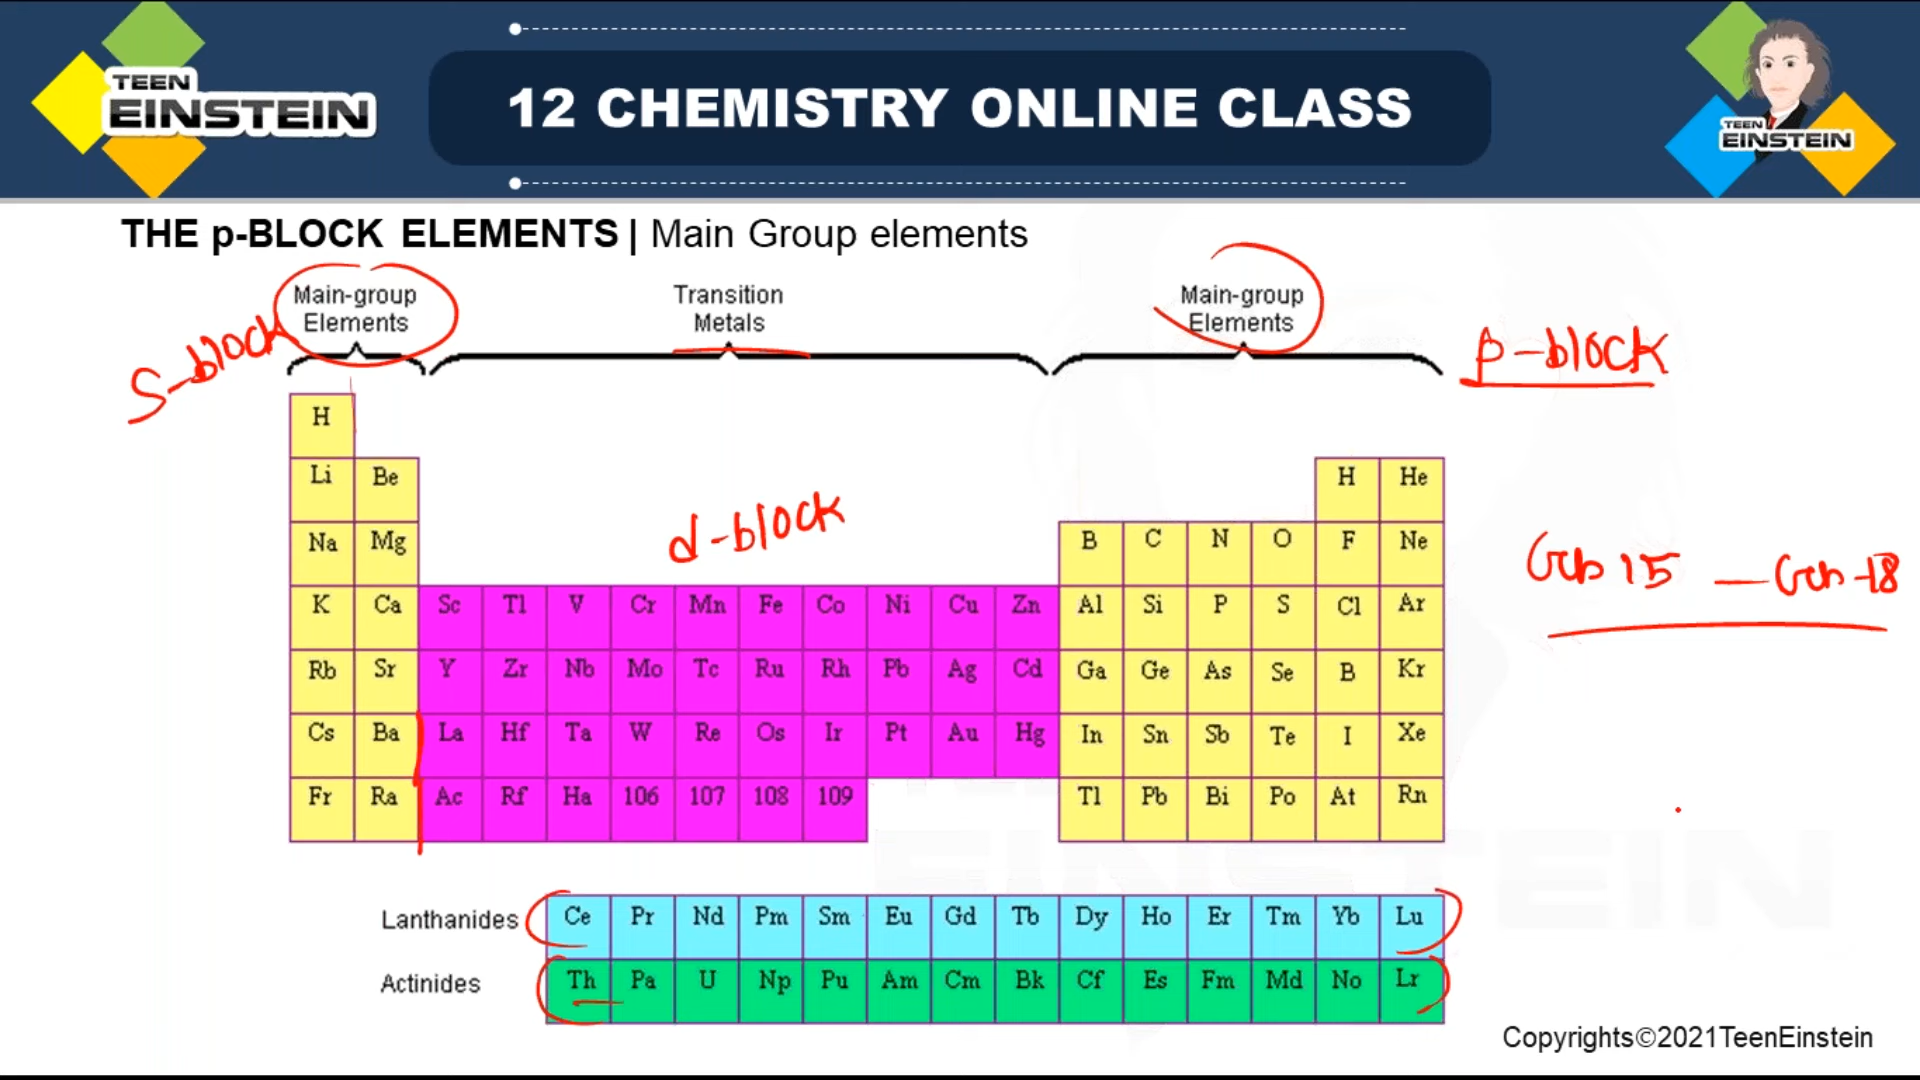 TEEN
EINSTEIN
12 CHEMISTRY ONLINE CLASS
TEEN
EINSTEIN
THE p-BLOCK ELEMENTS | Main Group elements
Main-group
Elements
Transition
Metals
Main-group
Elements
S-block
p-block
H
Li Be H He
d-block
Na Mg B C N O F Ne
K Ca Sc Tl V Cr Mn Fe Co Ni Cu Zn Al Si P S Cl Ar
15 — -18
Rb Sr Y Zr Nb Mo Tc Ru Rh Pb Ag Cd Ga Ge As Se B Kr
Cs Ba La Hf Ta W Re Os Ir Pt Au Hg In Sn Sb Te I Xe
Fr Ra Ac Rf Ha 106 107 108 109 Tl Pb Bi Po At Rn
EINSTEIN
Lanthanides Ce Pr Nd Pm Sm Eu Gd Tb Dy Ho Er Tm Yb Lu
Actinides Th Pa U Np Pu Am Cm Bk Cf Es Fm Md No Lr
Copyrights©2021TeenEinstein